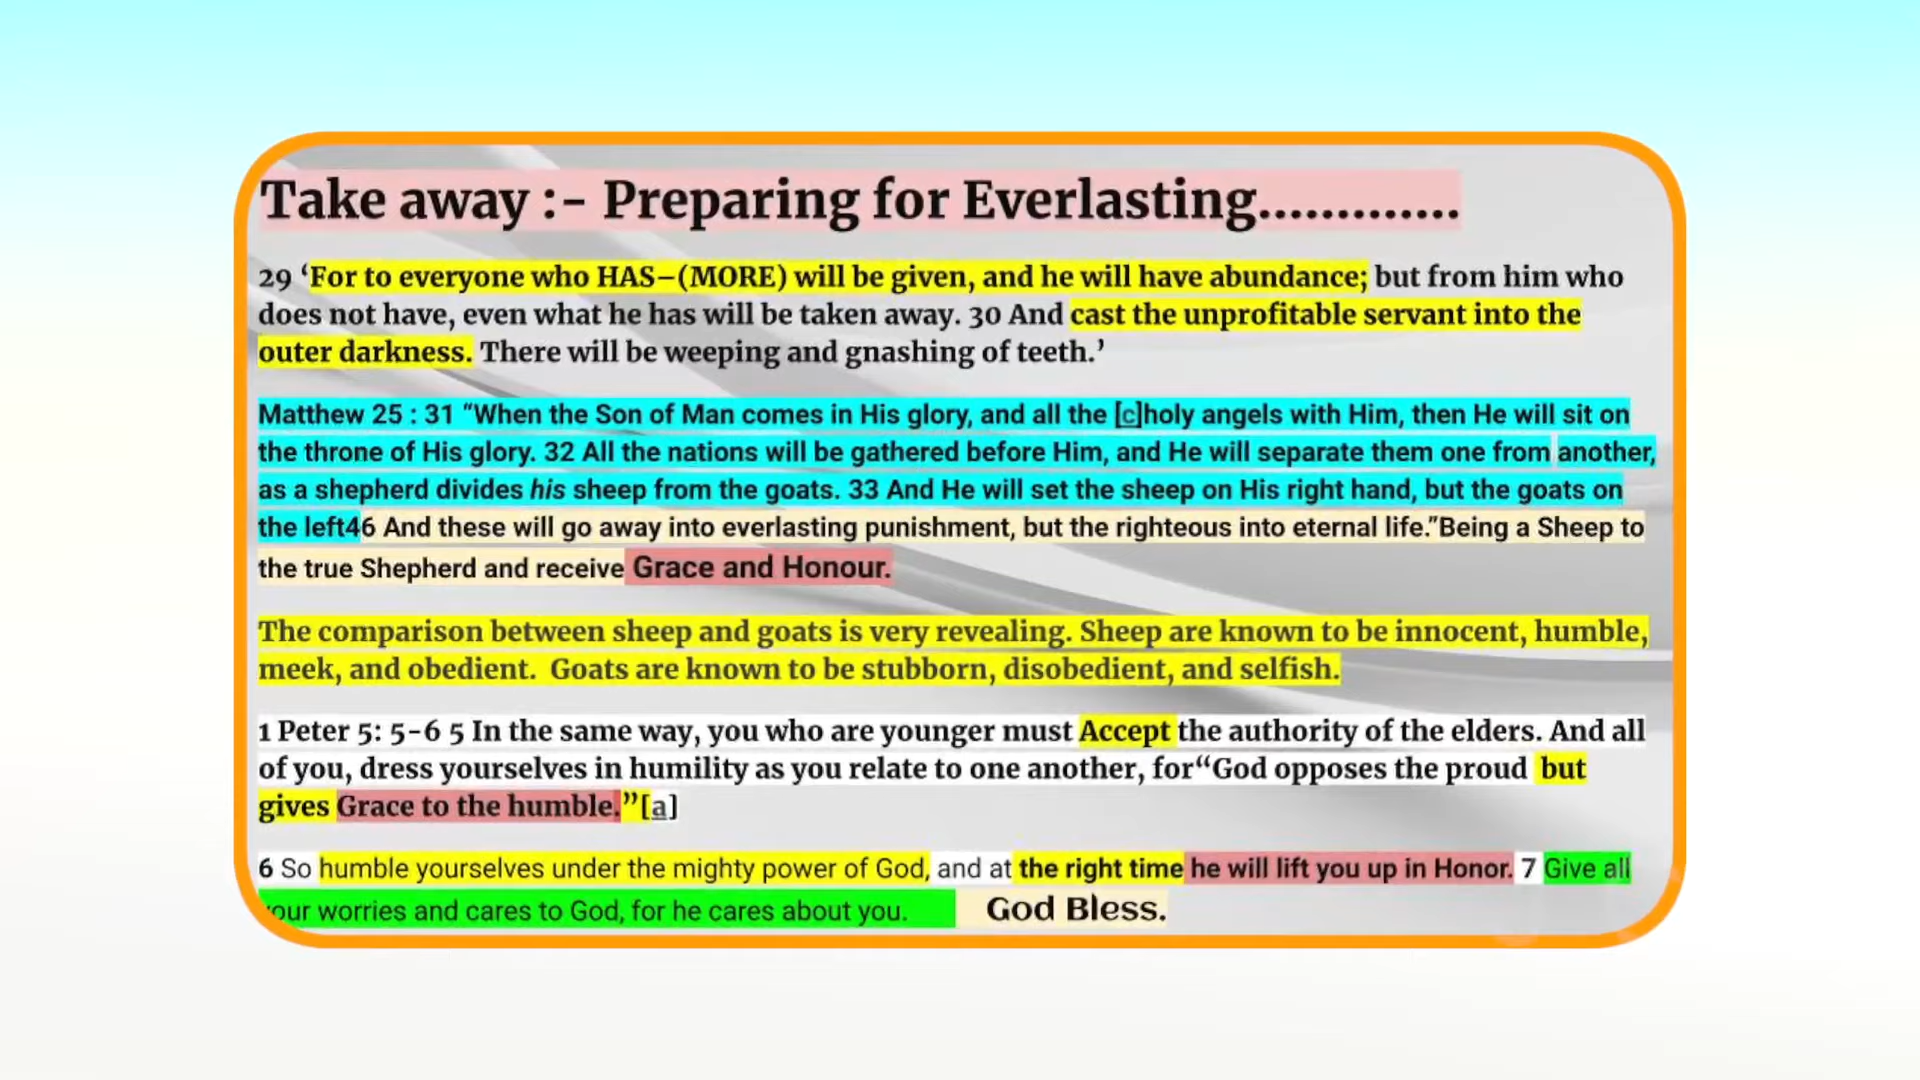 Take away :- Preparing for Everlasting.............
29 ‘For to everyone who HAS–(MORE) will be given, and he will have abundance; but from him who
does not have, even what he has will be taken away. 30 And cast the unprofitable servant into the
outer darkness. There will be weeping and gnashing of teeth.’
Matthew 25 : 31 “When the Son of Man comes in His glory, and all the [c]holy angels with Him, then He will sit on
the throne of His glory. 32 All the nations will be gathered before Him, and He will separate them one from another,
as a shepherd divides his sheep from the goats. 33 And He will set the sheep on His right hand, but the goats on
the left46 And these will go away into everlasting punishment, but the righteous into eternal life.”Being a Sheep to
the true Shepherd and receive Grace and Honour.
The comparison between sheep and goats is very revealing. Sheep are known to be innocent, humble,
meek, and obedient. Goats are known to be stubborn, disobedient, and selfish.
1 Peter 5: 5-6 5 In the same way, you who are younger must Accept the authority of the elders. And all
of you, dress yourselves in humility as you relate to one another, for“God opposes the proud but
gives Grace to the humble.”[a]
6 So humble yourselves under the mighty power of God, and at the right time he will lift you up in Honor. 7 Give all
your worries and cares to God, for he cares about you. God Bless.